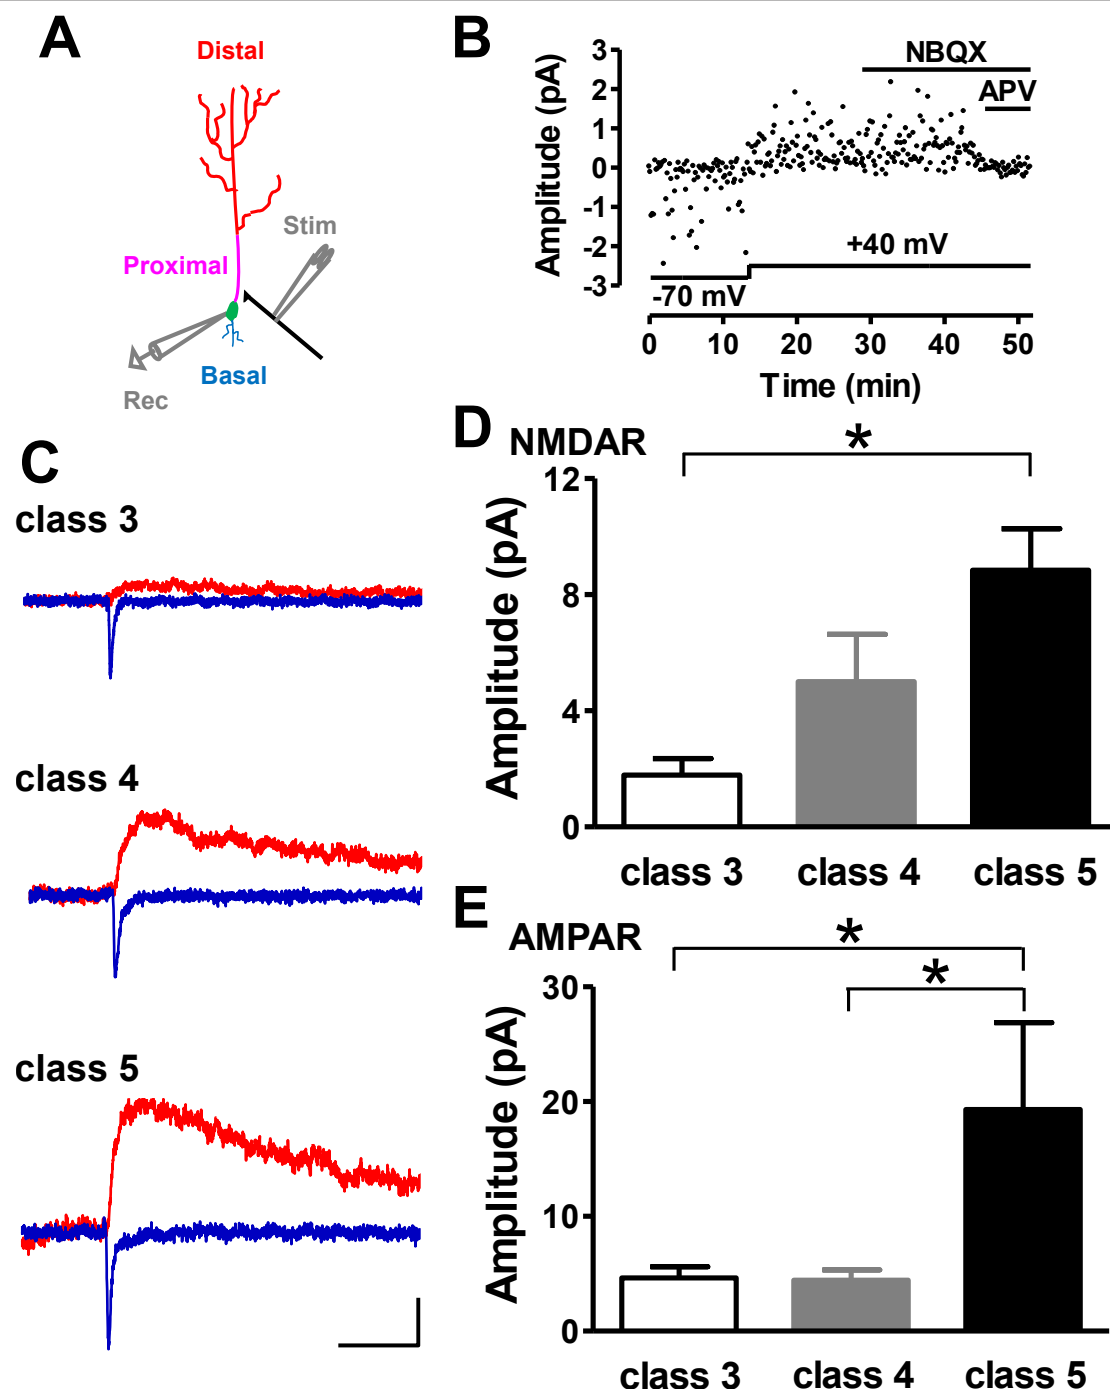 A
Distal
Stim
Proximal
Basal
Rec
B
Amplitude (pA)
3
2
1
0
-1
-2
-3
NBQX
APV
+40 mV
-70 mV
0 10 20 30 40 50
Time (min)
C
class 3
class 4
class 5
D
NMDAR
*
Amplitude (pA)
12
8
4
0
class 3 class 4 class 5
E
AMPAR
*
*
Amplitude (pA)
30
20
10
0
class 3 class 4 class 5